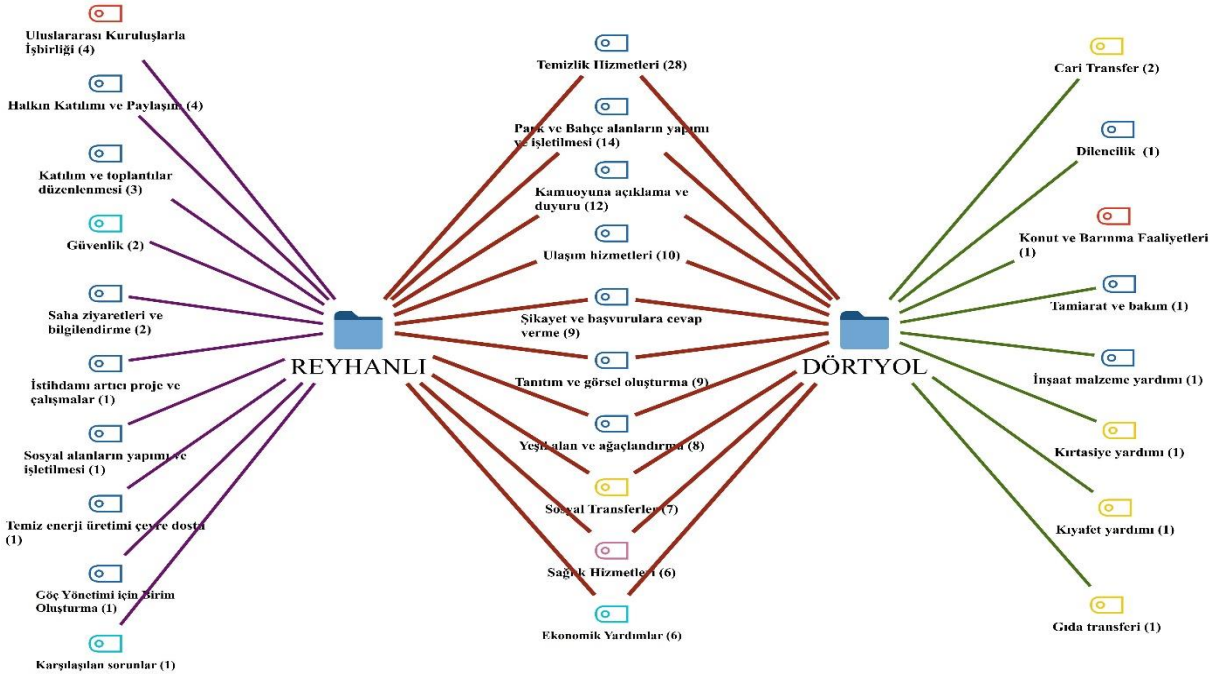 Uluslararası Kuruluşlarla
İşbirliği (4)
Halkın Katılımı ve Paylaşım (4)
Katılım ve toplantılar
düzenlenmesi (3)
Güvenlik (2)
Saha ziyaretleri ve
bilgilendirme (2)
İstihdamı artıcı proje ve
çalışmalar (1)
Sosyal alanların yapımı ve
işletilmesi (1)
Temiz enerji üretimi çevre dostu
(1)
Göç Yönetimi için Birim
Oluşturma (1)
Karşılaşılan sorunlar (1)
REYHANLI
Temizlik Hizmetleri (28)
Park ve Bahçe alanların yapımı
ve işletilmesi (14)
Kamuoyuna açıklama ve
duyuru (12)
Ulaşım hizmetleri (10)
Şikayet ve başvurulara cevap
verme (9)
Tanıtım ve görsel oluşturma (9)
Yeşil alan ve ağaçlandırma (8)
Sosyal Transferler (7)
Sağlık Hizmetleri (6)
Ekonomik Yardımlar (6)
DÖRTYOL
Cari Transfer (2)
Dilencilik (1)
Konut ve Barınma Faaliyetleri
(1)
Tamiarat ve bakım (1)
İnşaat malzeme yardımı (1)
Kırtasiye yardımı (1)
Kıyafet yardımı (1)
Gıda transferi (1)